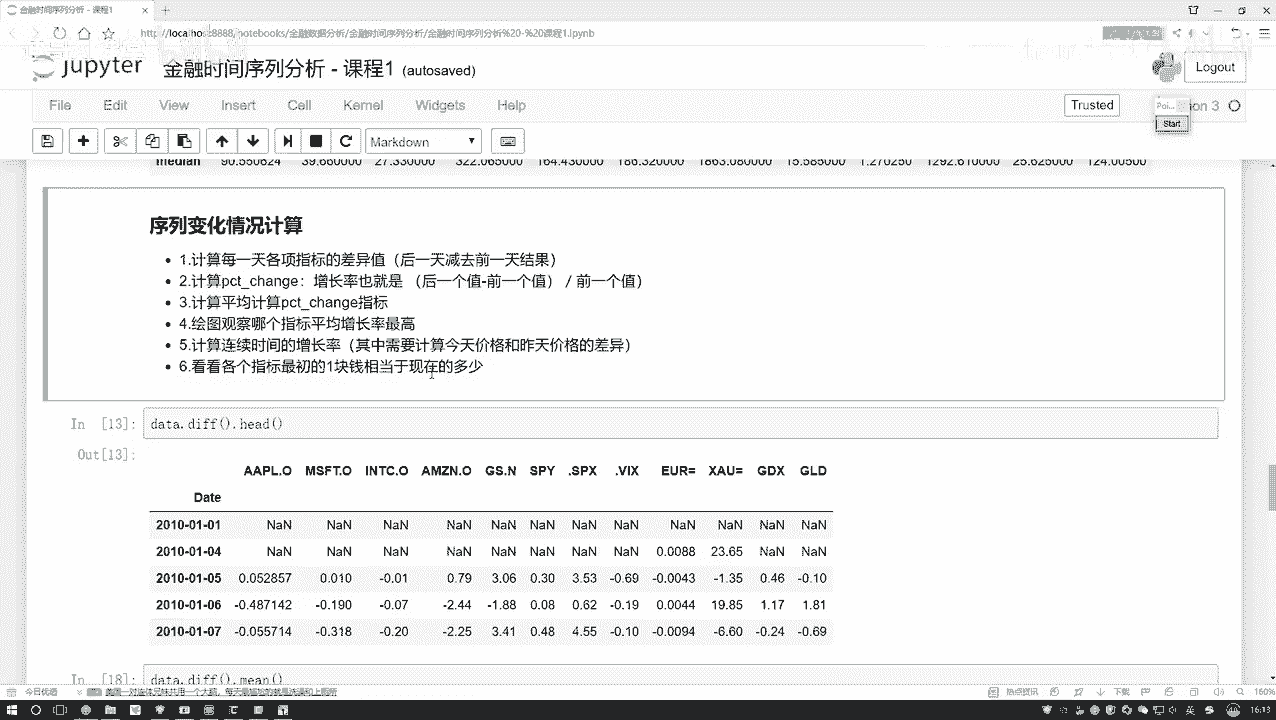 金融时间序列分析 - 课程1
http://localhost:8888/notebooks/金融数据分析/金融时间序列分析/金融时间序列分析%20-%20课程1.ipynb
jupyter 金融时间序列分析 - 课程1 (autosaved)
Logout
File Edit View Insert Cell Kernel Widgets Help
Trusted
Start
Markdown
median 90.550624 39.660000 27.330000 322.065000 164.430000 186.320000 1863.080000 15.585000 1.270250 1292.610000 25.625000 124.00500
序列变化情况计算
• 1.计算每一天各项指标的差异值（后一天减去前一天结果）
• 2.计算pct_change：增长率也就是 （后一个值-前一个值） / 前一个值）
• 3.计算平均计算pct_change指标
• 4.绘图观察哪个指标平均增长率最高
• 5.计算连续时间的增长率（其中需要计算今天价格和昨天价格的差异）
• 6.看看各个指标最初的1块钱相当于现在的多少
In [13]: data.diff().head()
Out[13]:
AAPL.O MSFT.O INTC.O AMZN.O GS.N SPY .SPX .VIX EUR= XAU= GDX GLD
Date
2010-01-01 NaN NaN NaN NaN NaN NaN NaN NaN NaN NaN NaN NaN
2010-01-04 NaN NaN NaN NaN NaN NaN NaN NaN 0.0088 23.65 NaN NaN
2010-01-05 0.052857 0.010 -0.01 0.79 3.06 0.30 3.53 -0.69 -0.0043 -1.35 0.46 -0.10
2010-01-06 -0.487142 -0.190 -0.07 -2.44 -1.88 0.08 0.62 -0.19 0.0044 19.85 1.17 1.81
2010-01-07 -0.055714 -0.318 -0.20 -2.25 3.41 0.48 4.55 -0.10 -0.0094 -6.60 -0.24 -0.69
In [18]: data.diff().mean()
今日优选
热点资讯
下载
160%
16:13